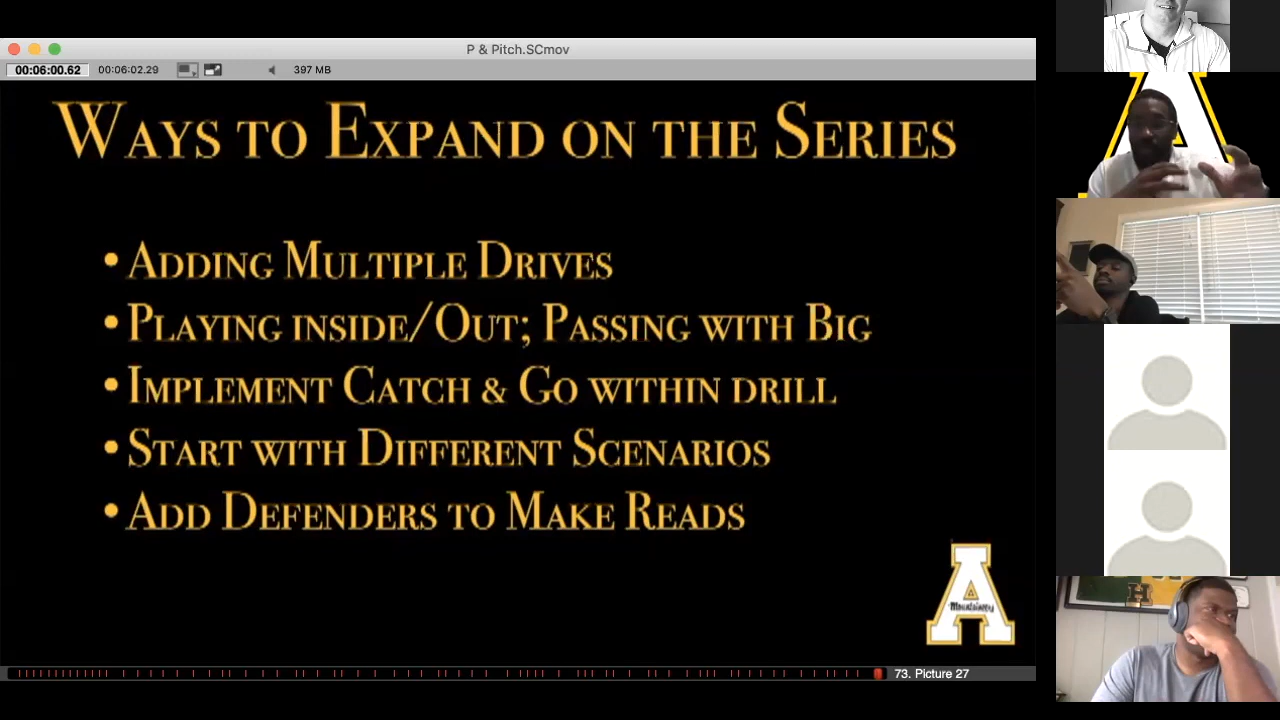 P & Pitch.SCmov
00:06:00.62 00:06:02.29 397 MB
Ways to Expand on the Series
• Adding Multiple Drives
• Playing inside/Out; Passing with Big
• Implement Catch & Go within drill
• Start with Different Scenarios
• Add Defenders to Make Reads
A
Mountaineers
73. Picture 27
A
H